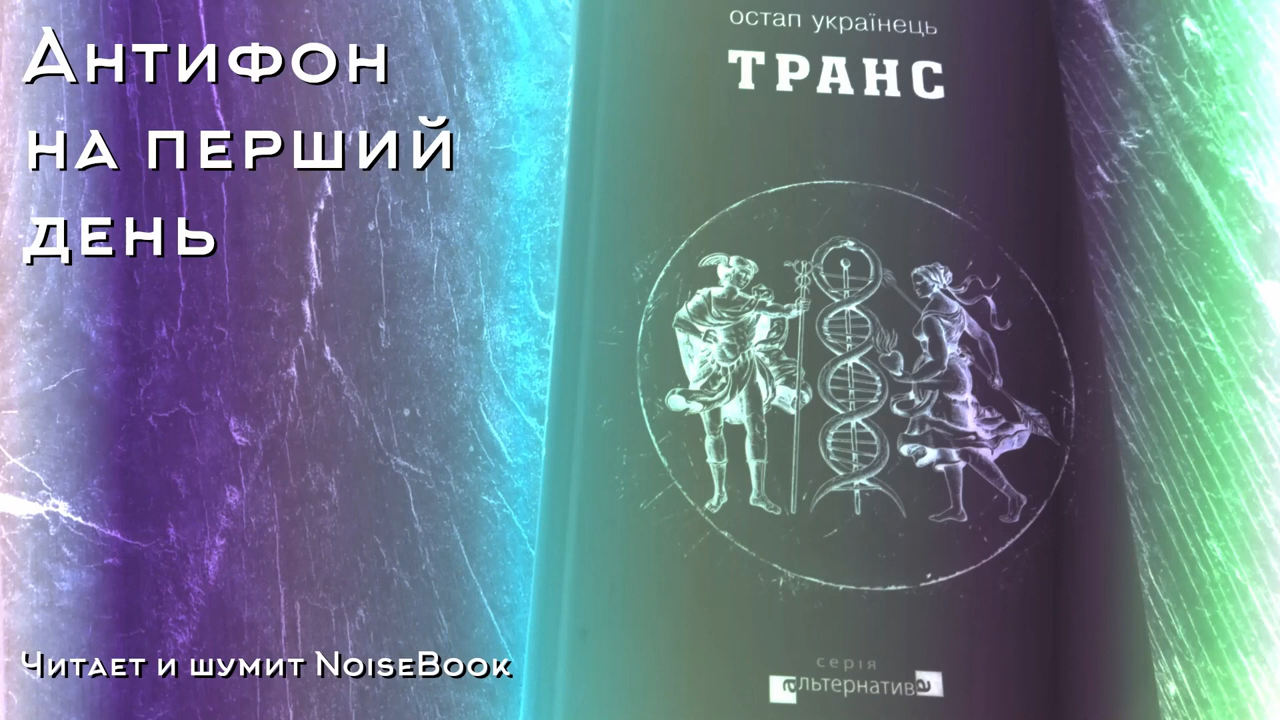 Антифон
на перший
день
Читает и шумит NoiseBook
остап українець
ТРАНС
серія
альтернатива